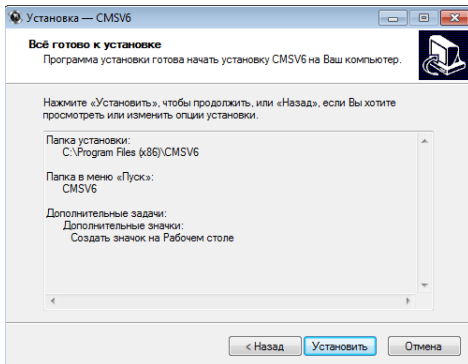 Установка — CMSV6
Всё готово к установке
Программа установки готова начать установку CMSV6 на Ваш компьютер.
Нажмите «Установить», чтобы продолжить, или «Назад», если Вы хотите
просмотреть или изменить опции установки.
Папка установки:
C:\Program Files (x86)\CMSV6
Папка в меню «Пуск»:
CMSV6
Дополнительные задачи:
Дополнительные значки:
Создать значок на Рабочем столе
< Назад
Установить
Отмена